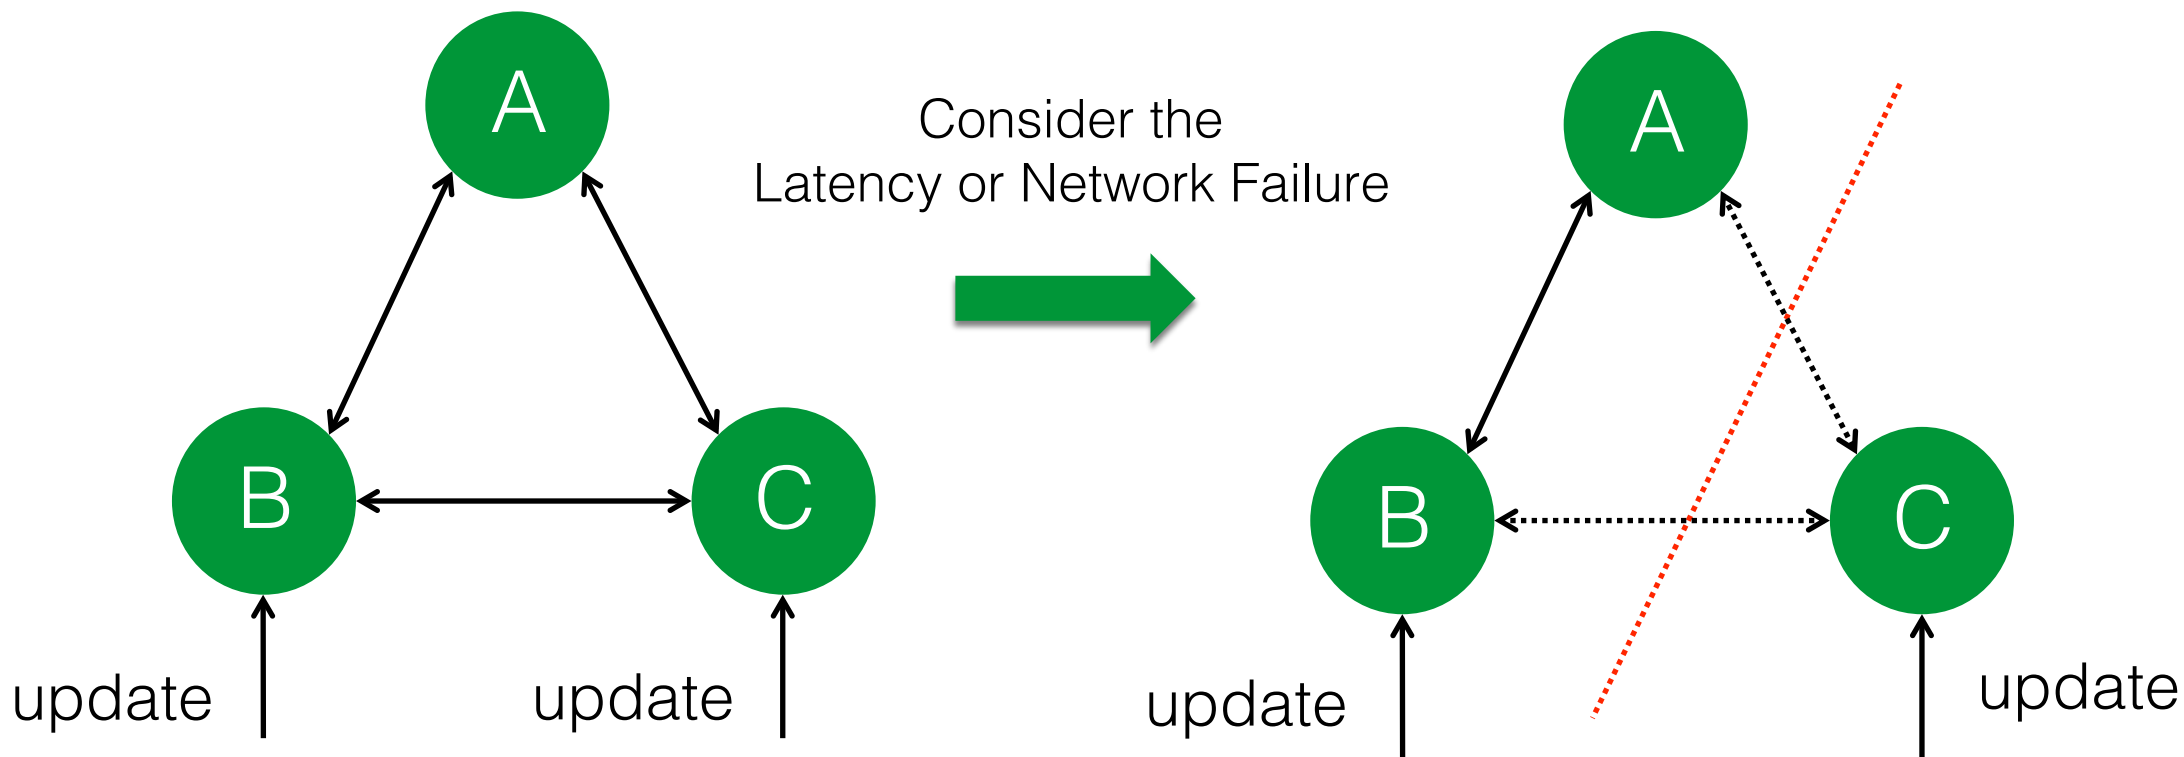 A
B
C
update
update
Consider the
Latency or Network Failure
A
B
C
update
update